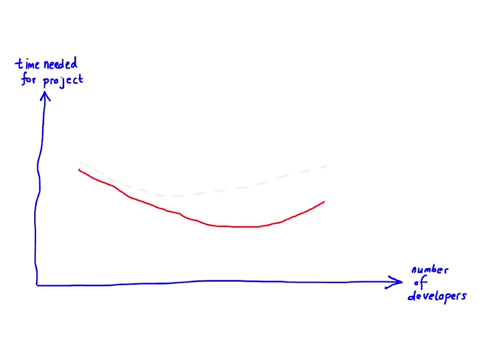 time needed
for project
number
of
developers